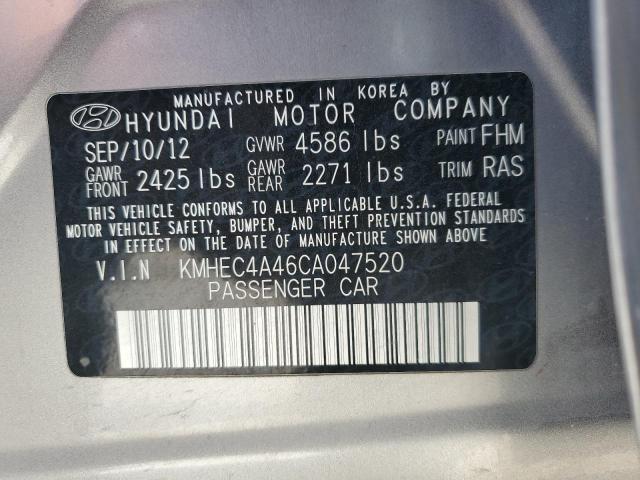 MANUFACTURED IN KOREA BY
HYUNDAI MOTOR COMPANY
SEP/10/12 GVWR 4586 lbs PAINT FHM
GAWR FRONT 2425 lbs GAWR REAR 2271 lbs TRIM RAS
THIS VEHICLE CONFORMS TO ALL APPLICABLE U.S.A. FEDERAL
MOTOR VEHICLE SAFETY, BUMPER, AND THEFT PREVENTION STANDARDS
IN EFFECT ON THE DATE OF MANUFACTURE SHOWN ABOVE.
V.I.N KMHEC4A46CA047520
PASSENGER CAR